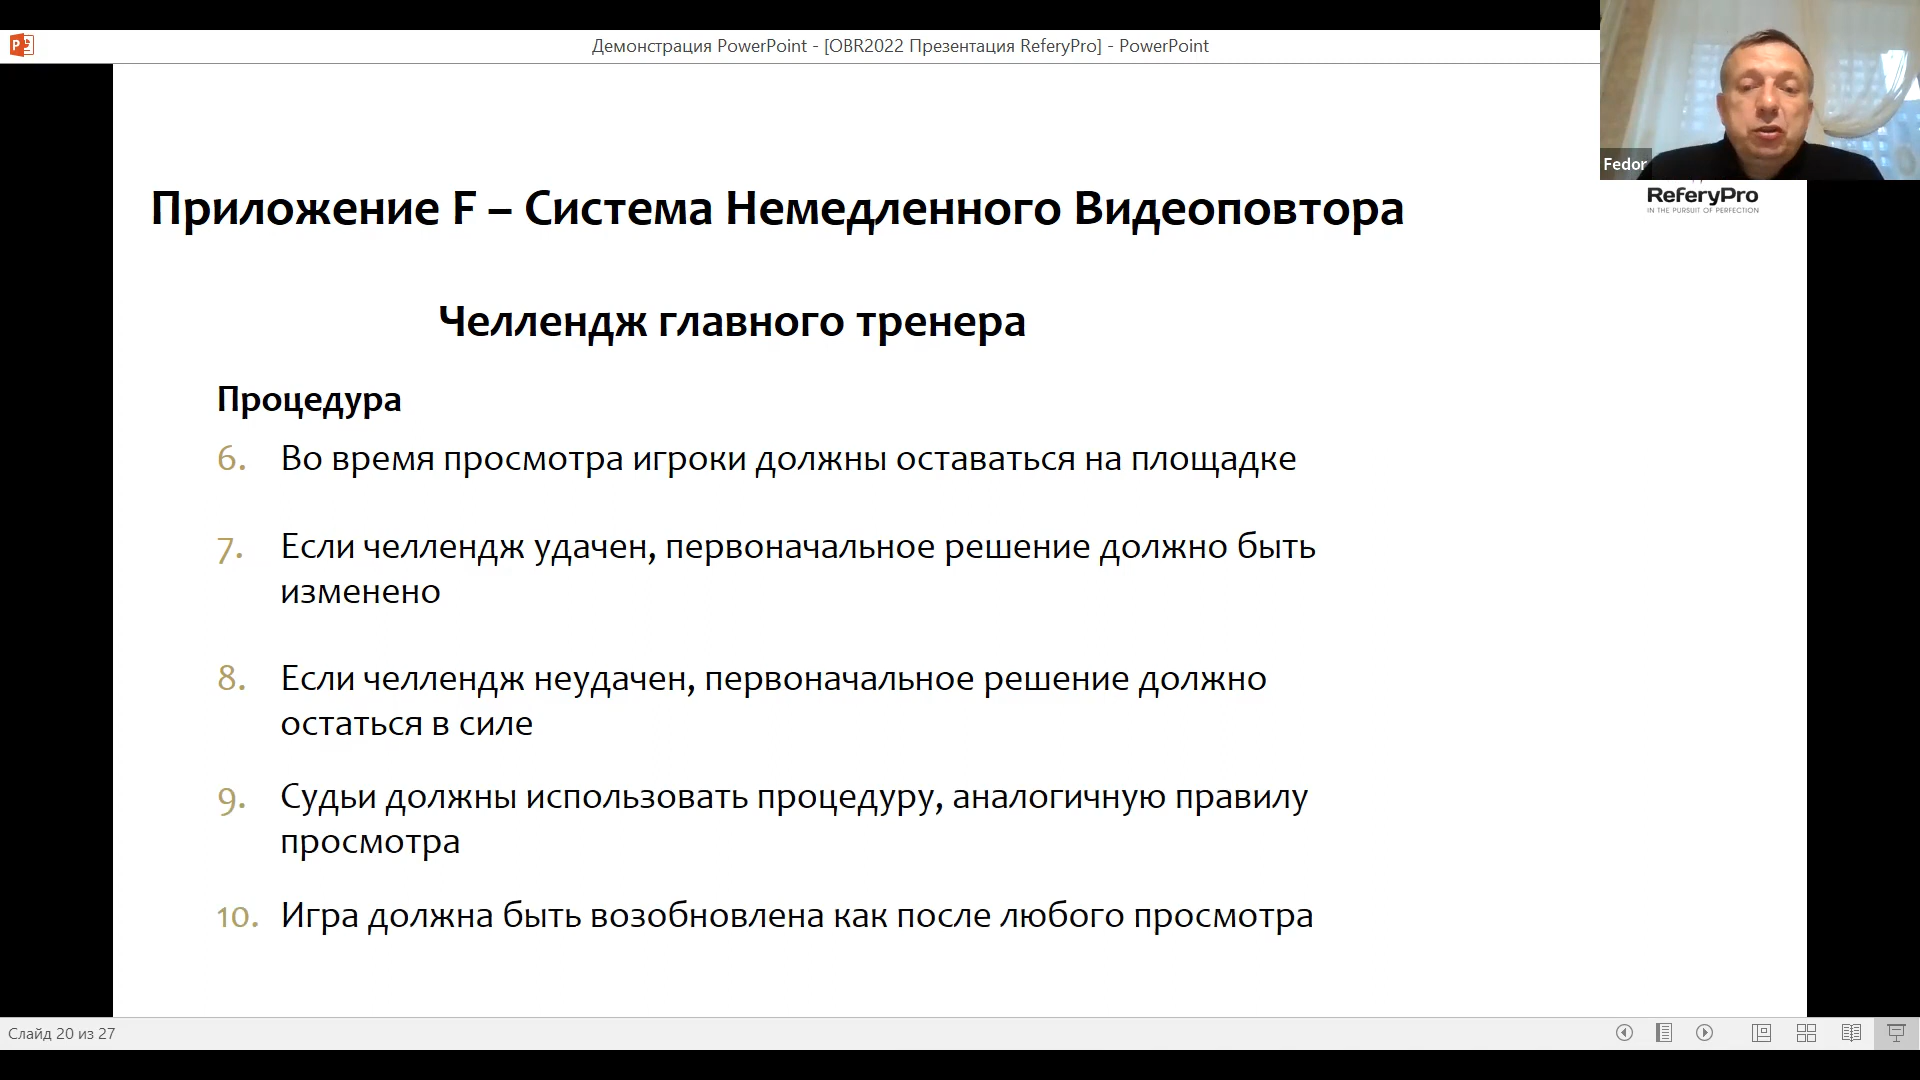 Демонстрация PowerPoint - [OBR2022 Презентация ReferyPro] - PowerPoint
Fedor
ReferyPro
IN THE PURSUIT OF PERFECTION
Приложение F – Система Немедленного Видеоповтора
Челлендж главного тренера
Процедура
6. Во время просмотра игроки должны оставаться на площадке
7. Если челлендж удачен, первоначальное решение должно быть
изменено
8. Если челлендж неудачен, первоначальное решение должно
остаться в силе
9. Судьи должны использовать процедуру, аналогичную правилу
просмотра
10. Игра должна быть возобновлена как после любого просмотра
Слайд 20 из 27